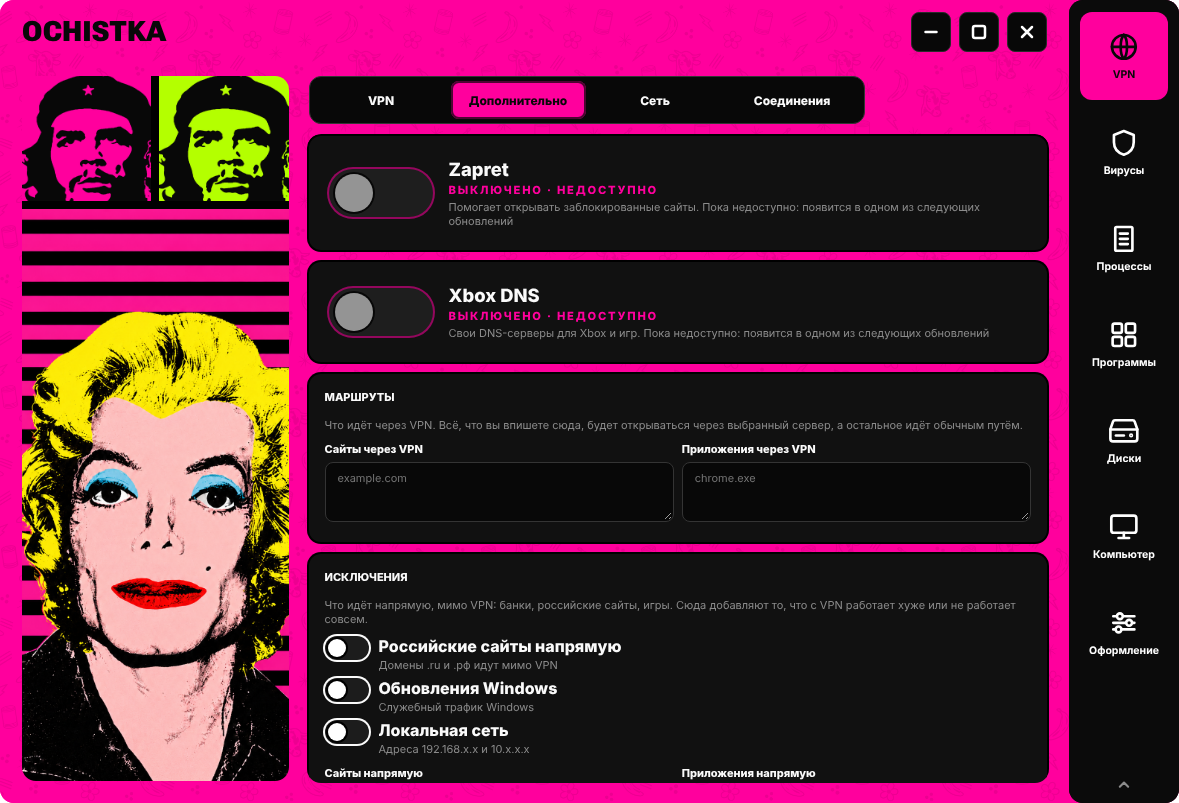 OCHISTKA
VPN
Дополнительно
Сеть
Соединения
Zapret
ВЫКЛЮЧЕНО · НЕДОСТУПНО
Помогает открывать заблокированные сайты. Пока недоступно: появится в одном из следующих
обновлений
Xbox DNS
ВЫКЛЮЧЕНО · НЕДОСТУПНО
Свои DNS-серверы для Xbox и игр. Пока недоступно: появится в одном из следующих обновлений
МАРШРУТЫ
Что идёт через VPN. Всё, что вы впишете сюда, будет открываться через выбранный сервер, а остальное идёт обычным путём.
Сайты через VPN
Приложения через VPN
example.com
chrome.exe
ИСКЛЮЧЕНИЯ
Что идёт напрямую, мимо VPN: банки, российские сайты, игры. Сюда добавляют то, что с VPN работает хуже или не работает
совсем.
Российские сайты напрямую
Домены .ru и .рф идут мимо VPN
Обновления Windows
Служебный трафик Windows
Локальная сеть
Адреса 192.168.x.x и 10.x.x.x
Сайты напрямую
Приложения напрямую
VPN
Вирусы
Процессы
Программы
Диски
Компьютер
Оформление